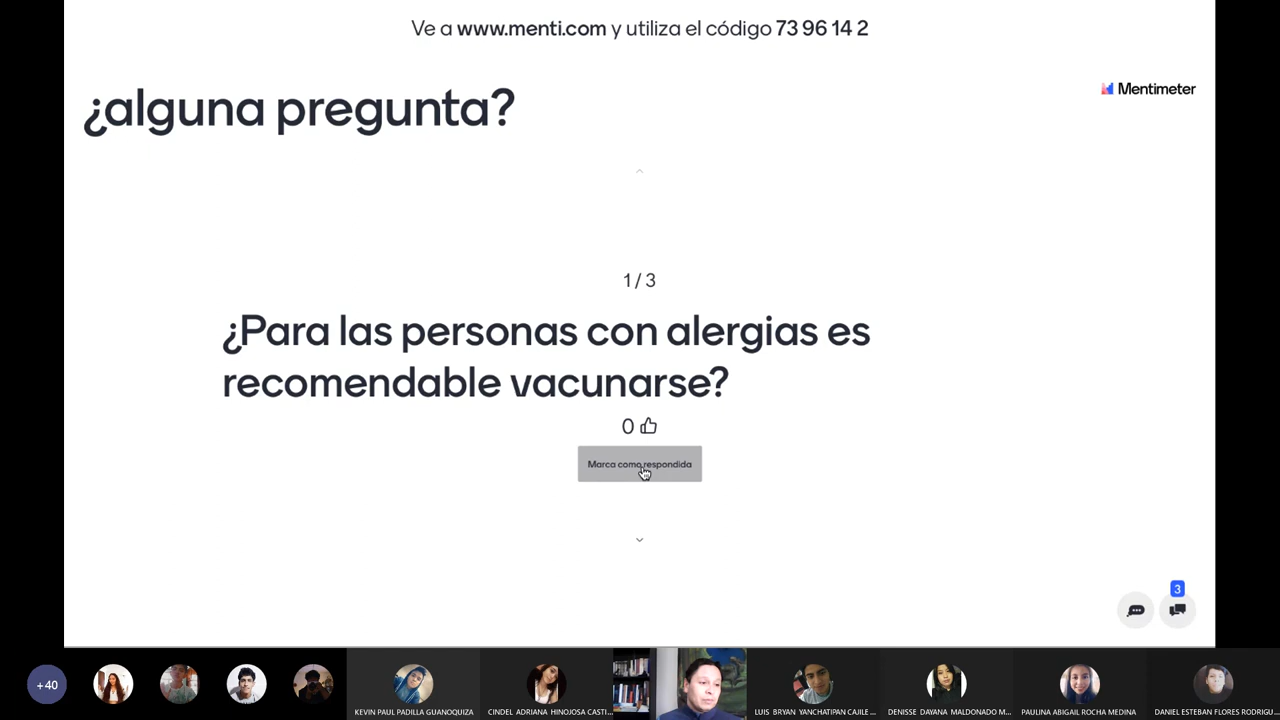 Ve a www.menti.com y utiliza el código 73 96 14 2
Mentimeter
¿alguna pregunta?
1 / 3
¿Para las personas con alergias es
recomendable vacunarse?
0
Marca como respondida
3
+40
KEVIN PAUL PADILLA GUANOQUIZA
CINDEL ADRIANA HINOJOSA CASTI...
LUIS BRYAN YANCHATIPAN CAJILE...
DENISSE DAYANA MALDONADO M...
PAULINA ABIGAIL ROCHA MEDINA
DANIEL ESTEBAN FLORES RODRIGU